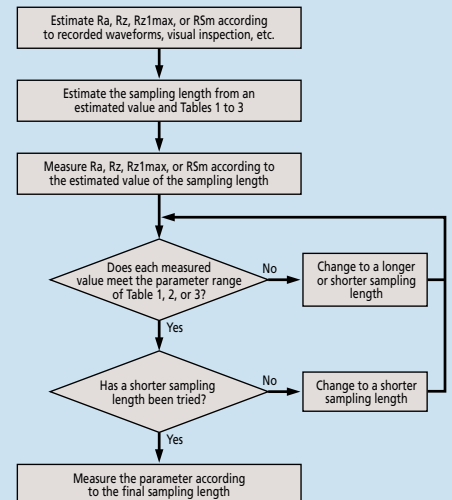 Estimate Ra, Rz, Rz1max, or RSm according
to recorded waveforms, visual inspection, etc.
Estimate the sampling length from an
estimated value and Tables 1 to 3
Measure Ra, Rz, Rz1max, or RSm according to
the estimated value of the sampling length
Does each measured
value meet the parameter range
of Table 1, 2, or 3?
No
Change to a longer
or shorter sampling
length
Yes
Has a shorter sampling
length been tried?
No
Change to a shorter
sampling length
Yes
Measure the parameter according
to the final sampling length